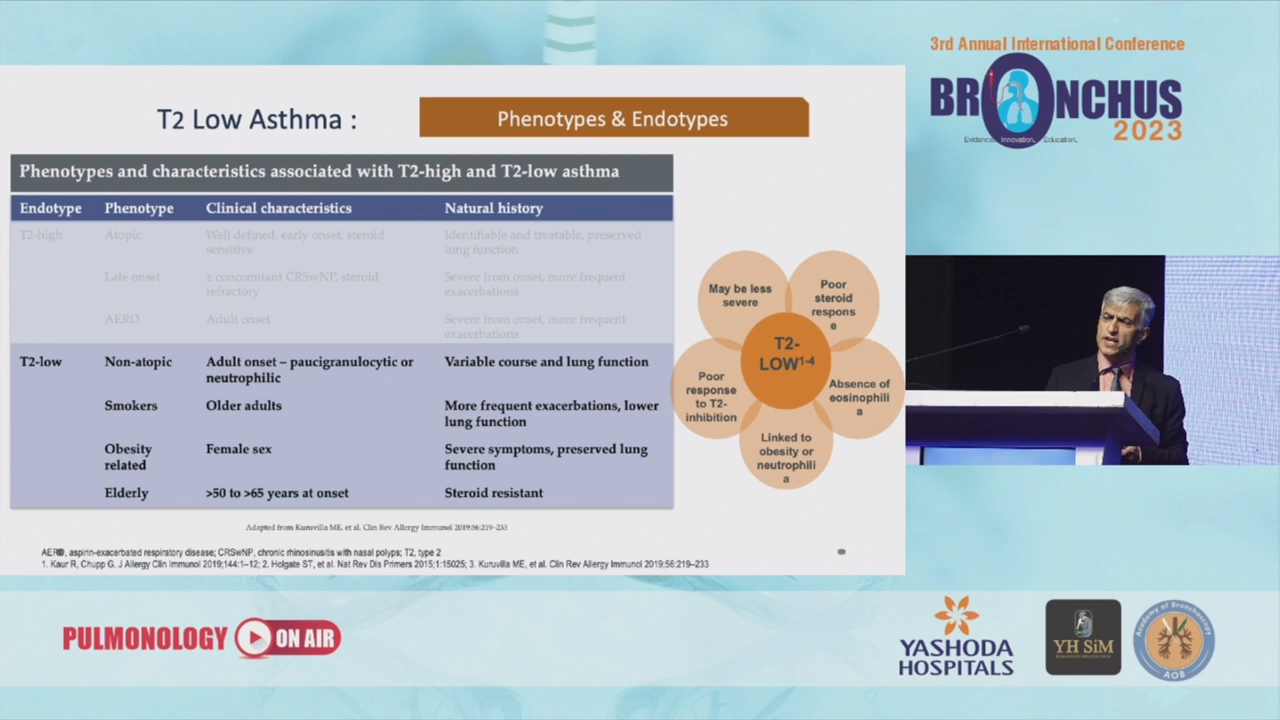 3rd Annual International Conference
BRONCHUS
2023
Evidence. Innovation. Education.
T2 Low Asthma :
Phenotypes & Endotypes
Phenotypes and characteristics associated with T2-high and T2-low asthma
Endotype Phenotype Clinical characteristics Natural history
T2-high Atopic Well defined, early onset, steroid Identifiable and treatable, preserved
sensitive lung function
Late onset ± concomitant CRSwNP, steroid Severe from onset, more frequent
refractory exacerbations
AERD Adult onset Severe from onset, more frequent
exacerbations
T2-low Non-atopic Adult onset – paucigranulocytic or Variable course and lung function
neutrophilic
Smokers Older adults More frequent exacerbations, lower
lung function
Obesity Female sex Severe symptoms, preserved lung
related function
Elderly >50 to >65 years at onset Steroid resistant
May be less
severe
Poor
steroid
respons
e
T2-
LOW1-4
Poor
response
to T2-
inhibition
Absence of
eosinophili
a
Linked to
obesity or
neutrophili
a
Adapted from Kuruvilla ME, et al. Clin Rev Allergy Immunol 2019;56:219–233
AERD, aspirin-exacerbated respiratory disease; CRSwNP, chronic rhinosinusitis with nasal polyps; T2, type 2
1. Kaur R, Chupp G. J Allergy Clin Immunol 2019;144:1–12; 2. Holgate ST, et al. Nat Rev Dis Primers 2015;1:15025; 3. Kuruvilla ME, et al. Clin Rev Allergy Immunol 2019;56:219–233
PULMONOLOGY ON AIR
YASHODA
HOSPITALS
YH SiM
Academy of Bronchoscopy
AOB